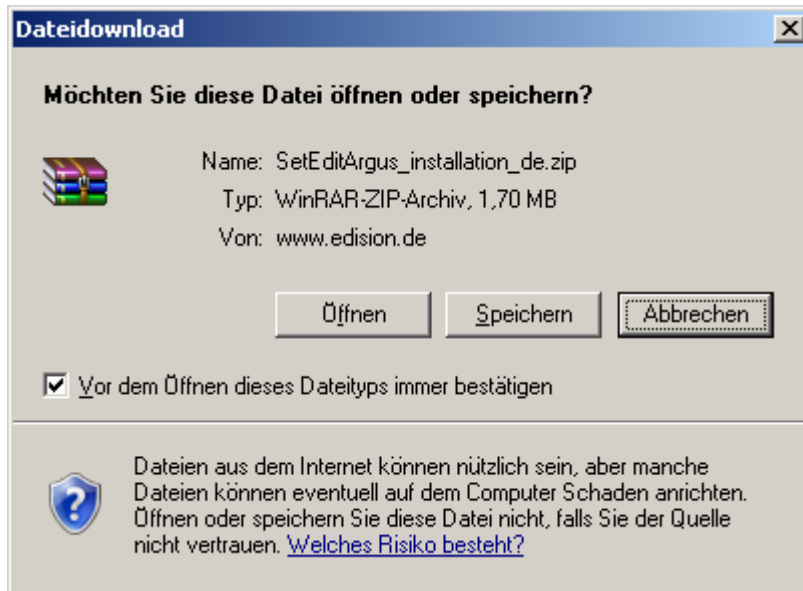 Dateidownload
Möchten Sie diese Datei öffnen oder speichern?
Name: SetEditArgus_installation_de.zip
Typ: WinRAR-ZIP-Archiv, 1,70 MB
Von: www.edision.de
Öffnen Speichern Abbrechen
Vor dem Öffnen dieses Dateityps immer bestätigen
Dateien aus dem Internet können nützlich sein, aber manche
Dateien können eventuell auf dem Computer Schaden anrichten.
Öffnen oder speichern Sie diese Datei nicht, falls Sie der Quelle
nicht vertrauen. Welches Risiko besteht?